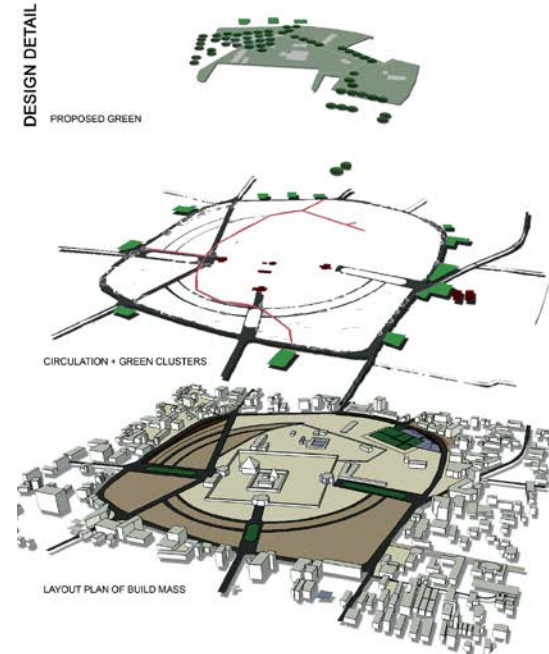 DESIGN DETAIL
PROPOSED GREEN
CIRCULATION + GREEN CLUSTERS
LAYOUT PLAN OF BUILD MASS